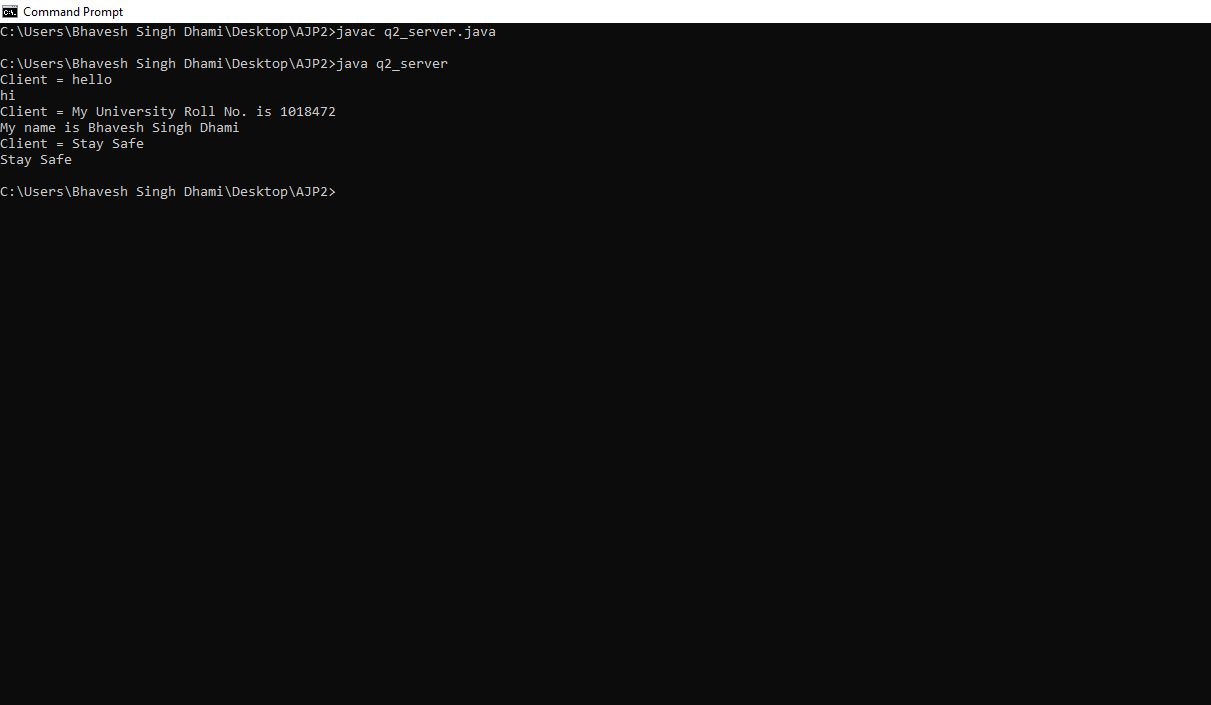 Command Prompt
C:\Users\Bhavesh Singh Dhami\Desktop\AJP2>javac q2_server.java
C:\Users\Bhavesh Singh Dhami\Desktop\AJP2>java q2_server
Client = hello
hi
Client = My University Roll No. is 1018472
My name is Bhavesh Singh Dhami
Client = Stay Safe
Stay Safe
C:\Users\Bhavesh Singh Dhami\Desktop\AJP2>